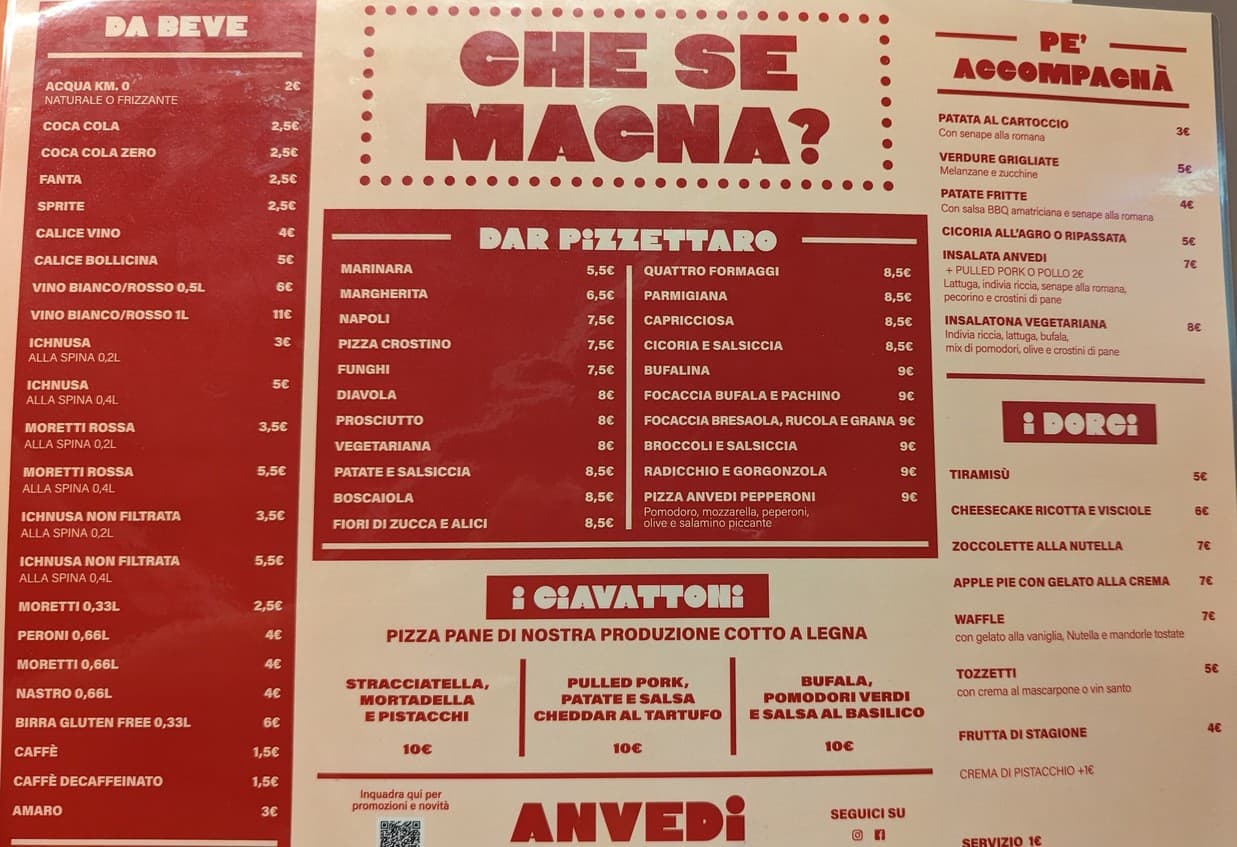 DA BEVE
ACQUA KM. 0 2€
NATURALE O FRIZZANTE
COCA COLA 2,5€
COCA COLA ZERO 2,5€
FANTA 2,5€
SPRITE 2,5€
CALICE VINO 4€
CALICE BOLLICINA 5€
VINO BIANCO/ROSSO 0,5L 6€
VINO BIANCO/ROSSO 1L 11€
ICHNUSA 3€
ALLA SPINA 0,2L
ICHNUSA 5€
ALLA SPINA 0,4L
MORETTI ROSSA 3,5€
ALLA SPINA 0,2L
MORETTI ROSSA 5,5€
ALLA SPINA 0,4L
ICHNUSA NON FILTRATA 3,5€
ALLA SPINA 0,2L
ICHNUSA NON FILTRATA 5,5€
ALLA SPINA 0,4L
MORETTI 0,33L 2,5€
PERONI 0,66L 4€
MORETTI 0,66L 4€
NASTRO 0,66L 4€
BIRRA GLUTEN FREE 0,33L 6€
CAFFÈ 1,5€
CAFFÈ DECAFFEINATO 1,5€
AMARO 3€
CHE SE
MAGNA?
DAR PiZZETTARO
MARINARA 5,5€
MARGHERITA 6,5€
NAPOLI 7,5€
PIZZA CROSTINO 7,5€
FUNGHI 7,5€
DIAVOLA 8€
PROSCIUTTO 8€
VEGETARIANA 8€
PATATE E SALSICCIA 8,5€
BOSCAIOLA 8,5€
FIORI DI ZUCCA E ALICI 8,5€
QUATTRO FORMAGGI 8,5€
PARMIGIANA 8,5€
CAPRICCIOSA 8,5€
CICORIA E SALSICCIA 8,5€
BUFALINA 9€
FOCACCIA BUFALA E PACHINO 9€
FOCACCIA BRESAOLA, RUCOLA E GRANA 9€
BROCCOLI E SALSICCIA 9€
RADICCHIO E GORGONZOLA 9€
PIZZA ANVEDI PEPPERONI 9€
Pomodoro, mozzarella, peperoni,
olive e salamino piccante
i CiAVATTONi
PIZZA PANE DI NOSTRA PRODUZIONE COTTO A LEGNA
STRACCIATELLA,
MORTADELLA
E PISTACCHI
10€
PULLED PORK,
PATATE E SALSA
CHEDDAR AL TARTUFO
10€
BUFALA,
POMODORI VERDI
E SALSA AL BASILICO
10€
Inquadra qui per
promozioni e novità
ANVEDi
SEGUICI SU
PE'
ACCOMPAGNÀ
PATATA AL CARTOCCIO 3€
Con senape alla romana
VERDURE GRIGLIATE 5€
Melanzane e zucchine
PATATE FRITTE 4€
Con salsa BBQ amatriciana e senape alla romana
CICORIA ALL'AGRO O RIPASSATA 5€
INSALATA ANVEDI 7€
+ PULLED PORK O POLLO 2€
Lattuga, indivia riccia, senape alla romana,
pecorino e crostini di pane
INSALATONA VEGETARIANA 8€
Indivia riccia, lattuga, bufala,
mix di pomodori, olive e crostini di pane
i DORCi
TIRAMISÙ 5€
CHEESECAKE RICOTTA E VISCIOLE 6€
ZOCCOLETTE ALLA NUTELLA 7€
APPLE PIE CON GELATO ALLA CREMA 7€
WAFFLE 7€
con gelato alla vaniglia, Nutella e mandorle tostate
TOZZETTI 5€
con crema al mascarpone o vin santo
FRUTTA DI STAGIONE 4€
CREMA DI PISTACCHIO +1€
SERVIZIO 1€